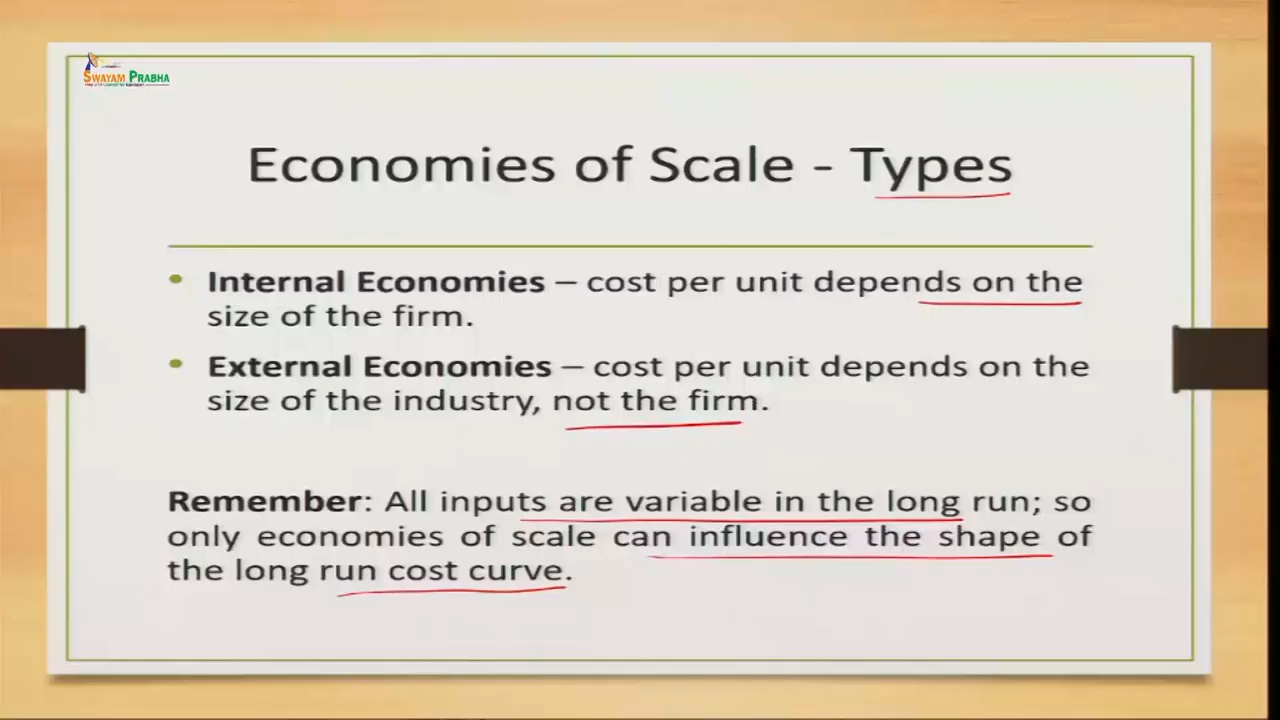 SWAYAM PRABHA
Economies of Scale - Types
• Internal Economies – cost per unit depends on the
size of the firm.
• External Economies – cost per unit depends on the
size of the industry, not the firm.
Remember: All inputs are variable in the long run; so
only economies of scale can influence the shape of
the long run cost curve.